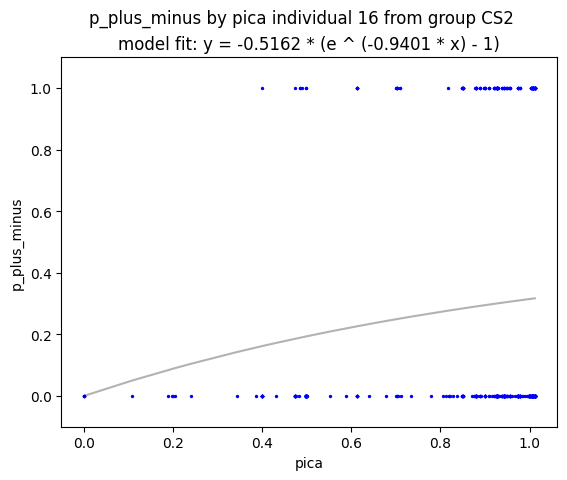 p_plus_minus by pica individual 16 from group CS2
model fit: y = -0.5162 * (e ^ (-0.9401 * x) - 1)
1.0
0.8
0.6
0.4
0.2
0.0
p_plus_minus
0.0 0.2 0.4 0.6 0.8 1.0
pica